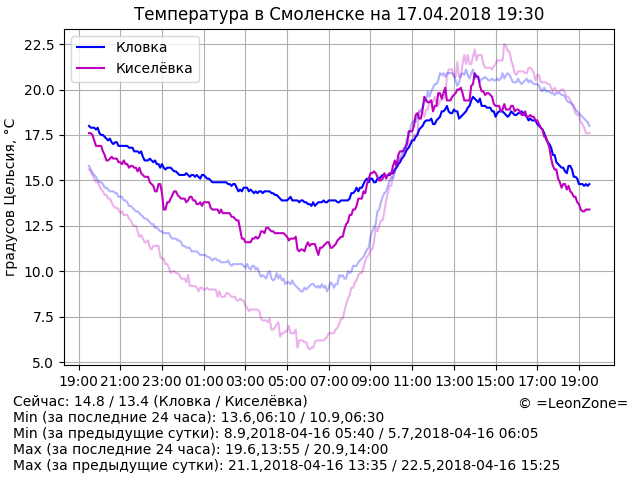 Температура в Смоленске на 17.04.2018 19:30
градусов Цельсия, °C
22.5
20.0
17.5
15.0
12.5
10.0
7.5
5.0
Кловка
Киселёвка
19:00 21:00 23:00 01:00 03:00 05:00 07:00 09:00 11:00 13:00 15:00 17:00 19:00
Сейчас: 14.8 / 13.4 (Кловка / Киселёвка)
© =LeonZone=
Min (за последние 24 часа): 13.6,06:10 / 10.9,06:30
Min (за предыдущие сутки): 8.9,2018-04-16 05:40 / 5.7,2018-04-16 06:05
Max (за последние 24 часа): 19.6,13:55 / 20.9,14:00
Max (за предыдущие сутки): 21.1,2018-04-16 13:35 / 22.5,2018-04-16 15:25